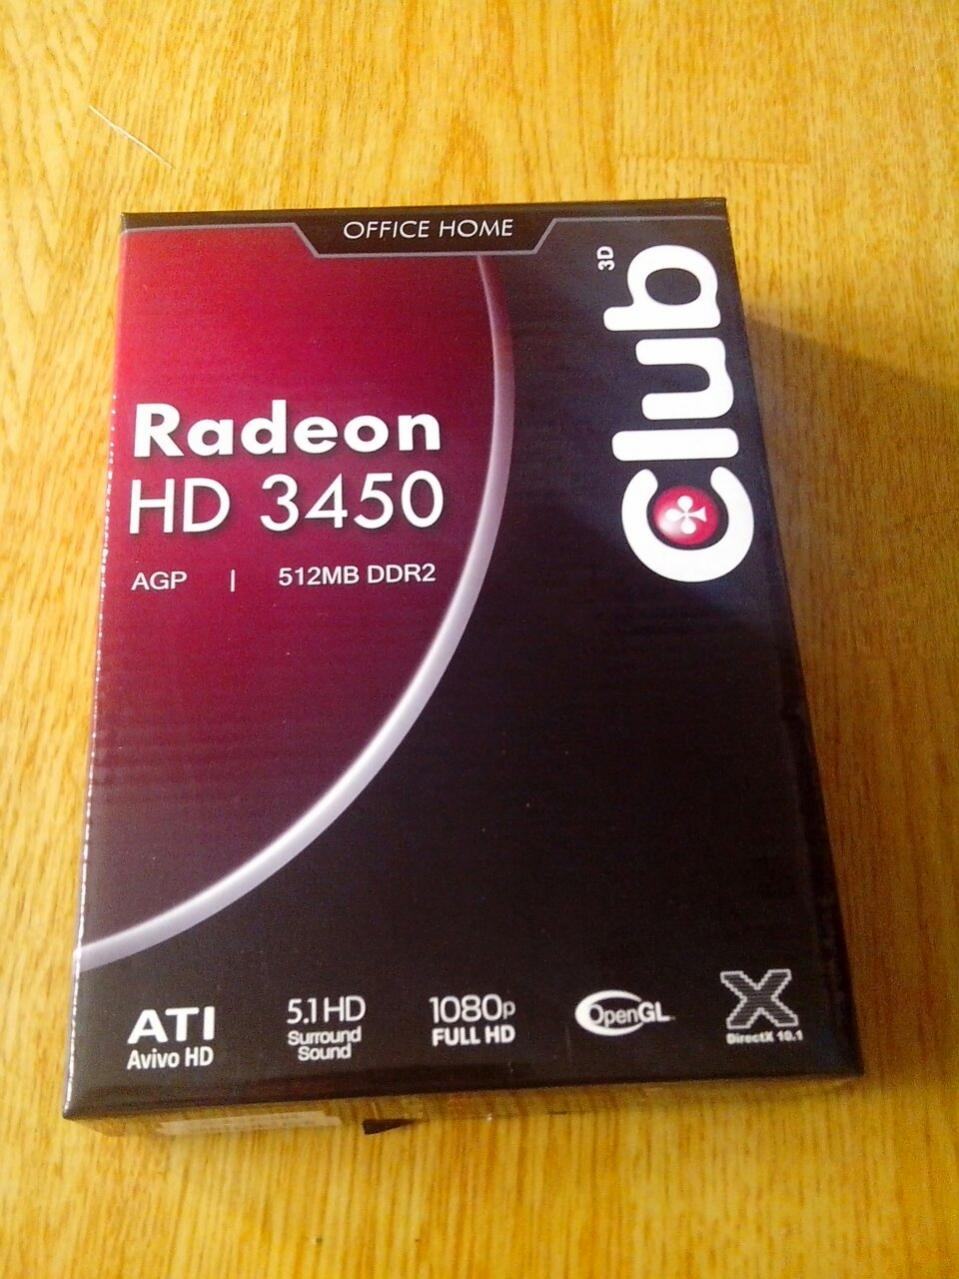 OFFICE HOME
Club 3D
Radeon
HD 3450
AGP | 512MB DDR2
ATI
Avivo HD
5.1 HD
Surround
Sound
1080p
FULL HD
OpenGL
X
DirectX 10.1